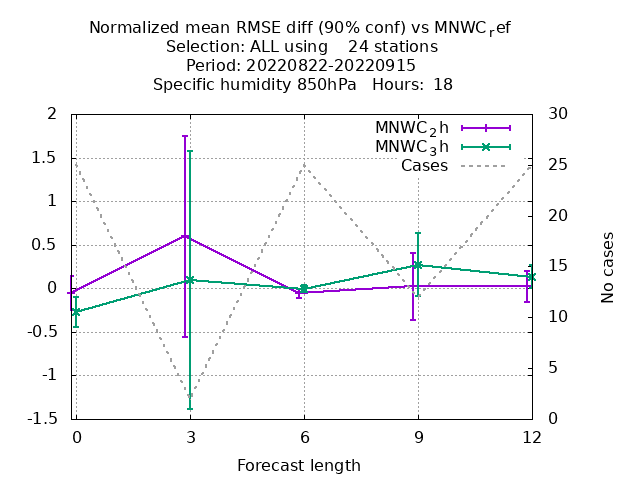 Normalized mean RMSE diff (90% conf) vs MNWC_ref
Selection: ALL using    24 stations
Period: 20220822-20220915
Specific humidity 850hPa   Hours:  18
MNWC_2h
MNWC_3h
Cases
2
1.5
1
0.5
0
-0.5
-1
-1.5
30
25
20
15
10
5
0
No cases
0 3 6 9 12
Forecast length